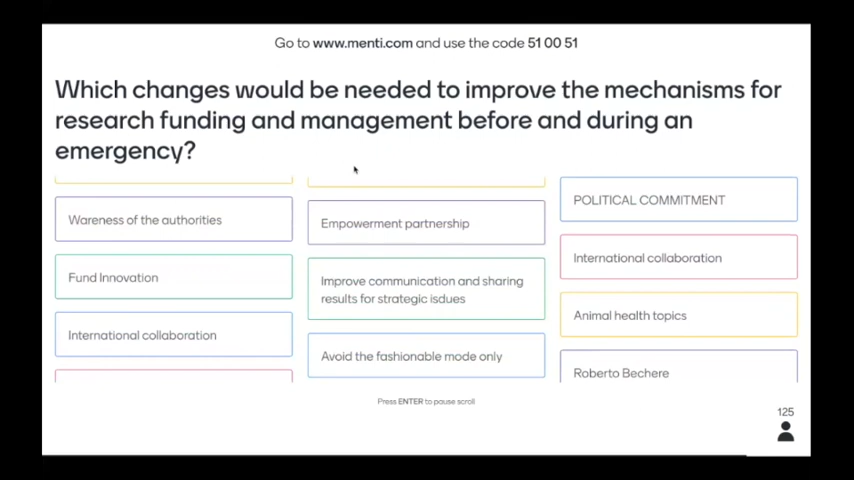 Go to www.menti.com and use the code 51 00 51
Which changes would be needed to improve the mechanisms for
research funding and management before and during an
emergency?
Wareness of the authorities
Fund Innovation
International collaboration
Empowerment partnership
Improve communication and sharing
results for strategic isdues
Avoid the fashionable mode only
POLITICAL COMMITMENT
International collaboration
Animal health topics
Roberto Bechere
Press ENTER to pause scroll
125